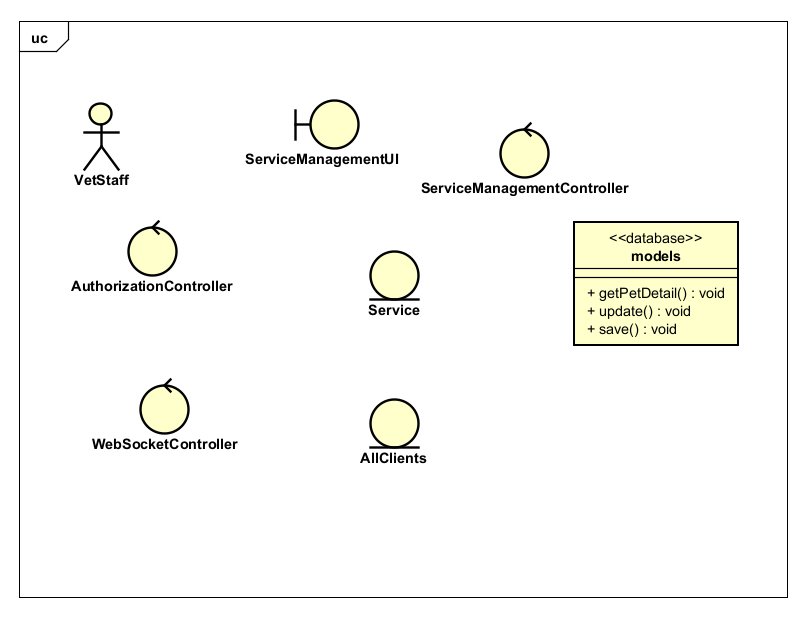 uc
VetStaff
ServiceManagementUI
ServiceManagementController
AuthorizationController
Service
<<database>>
models
+ getPetDetail() : void
+ update() : void
+ save() : void
WebSocketController
AllClients